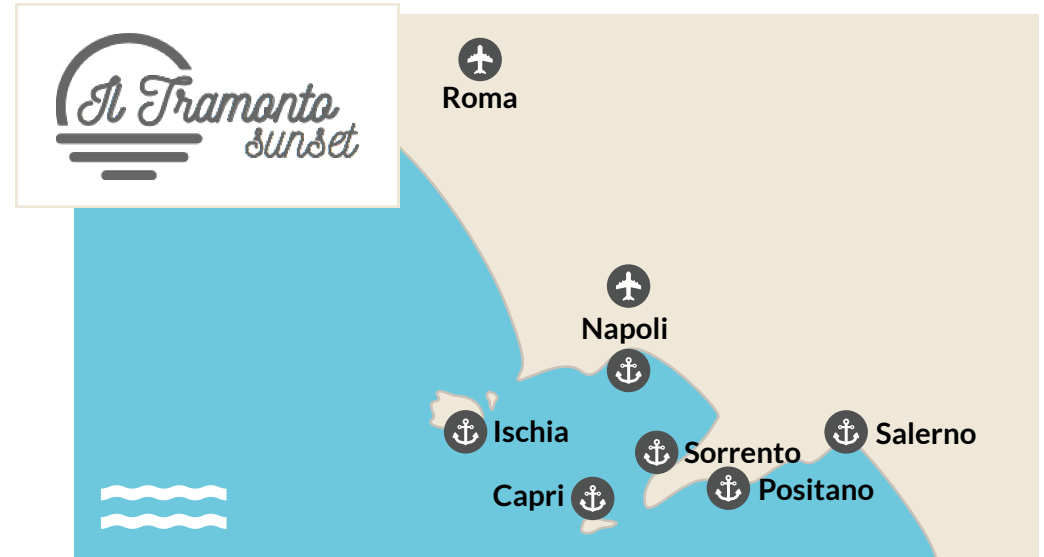 Il Tramonto
sunset
Roma
Napoli
Ischia
Sorrento
Salerno
Capri
Positano